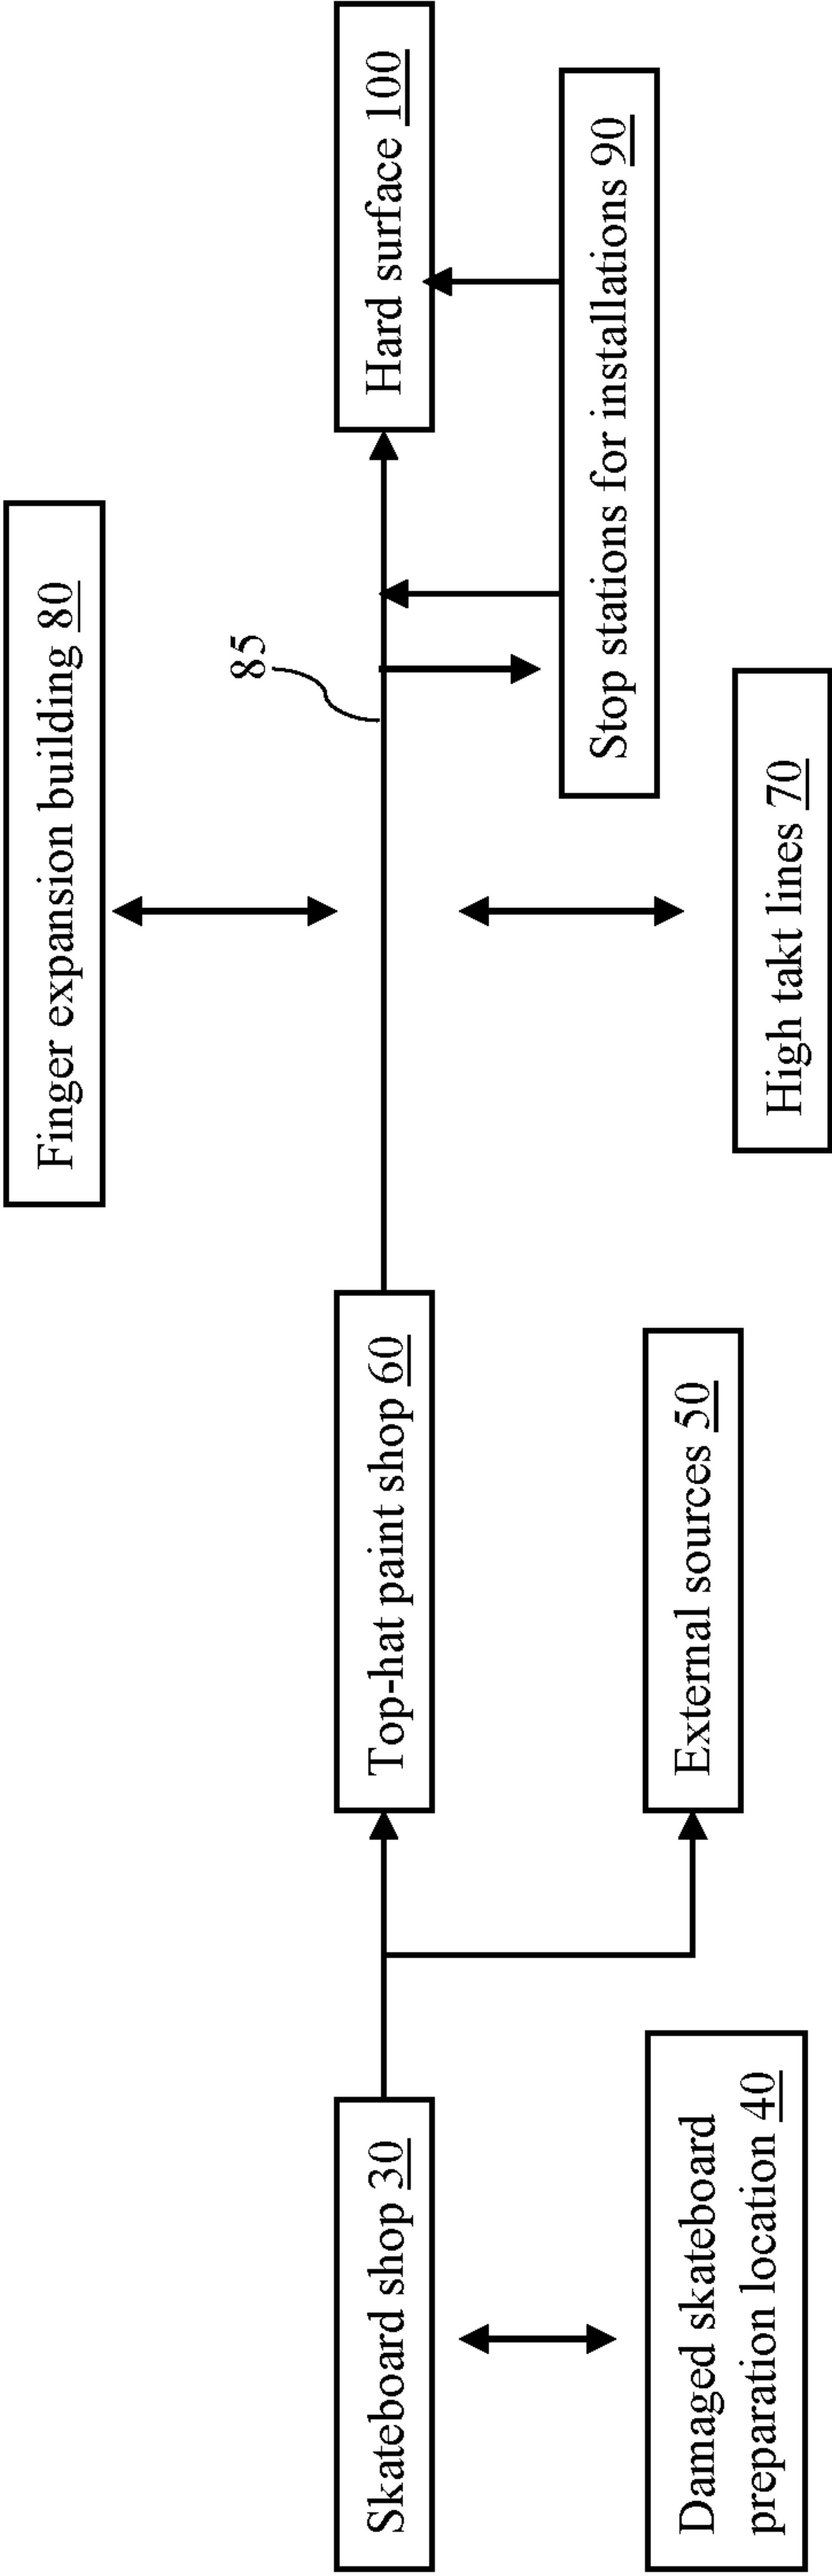 Finger expansion building 80
85
Skateboard shop 30
Top-hat paint shop 60
Hard surface 100
Stop stations for installations 90
Damaged skateboard
preparation location 40
External sources 50
High takt lines 70